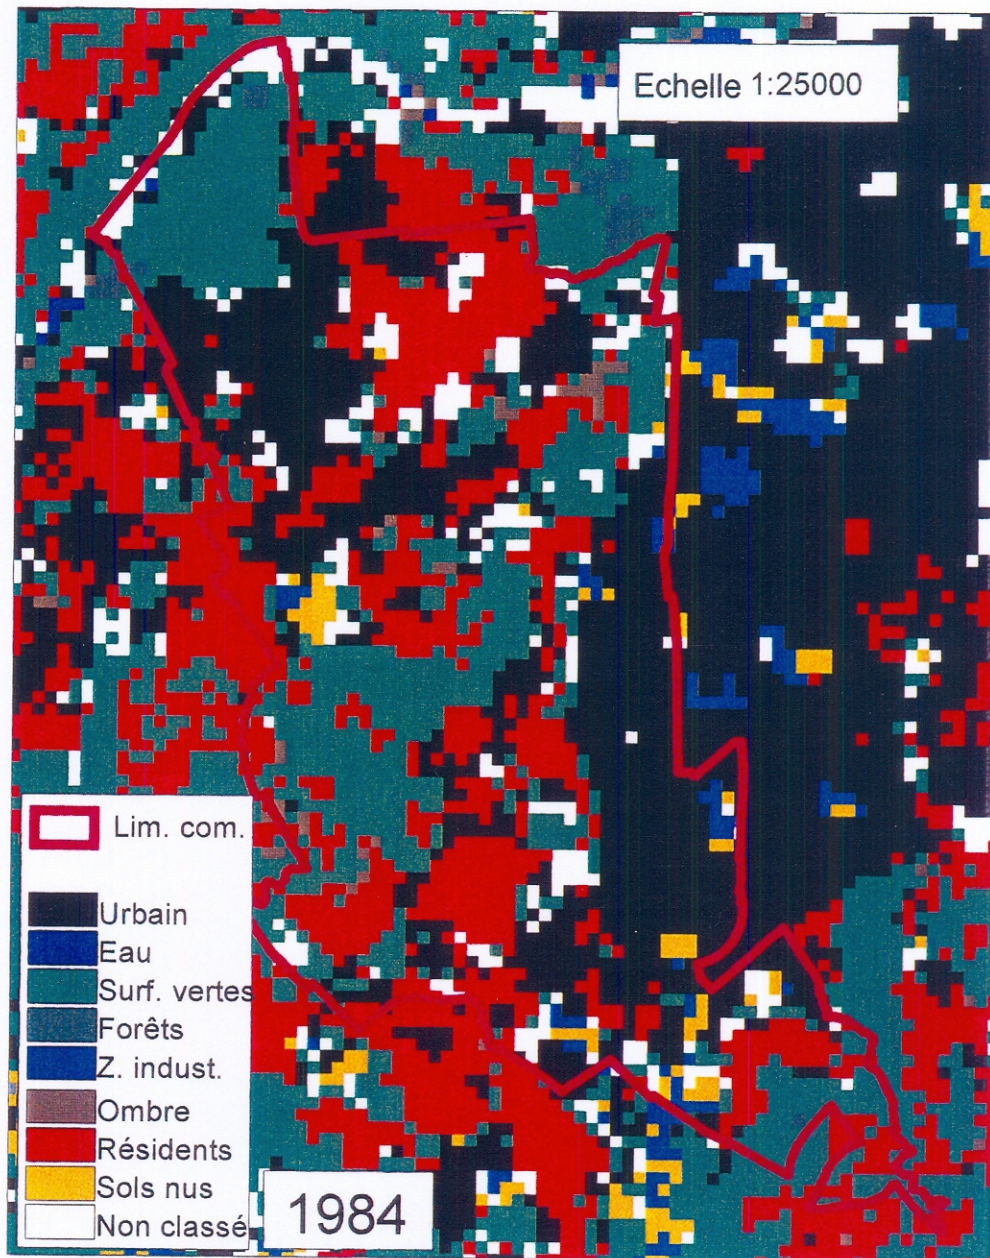 Echelle 1:25000
Lim. com.
Urbain
Eau
Surf. vertes
Forêts
Z. indust.
Ombre
Résidents
Sols nus
Non classé
1984